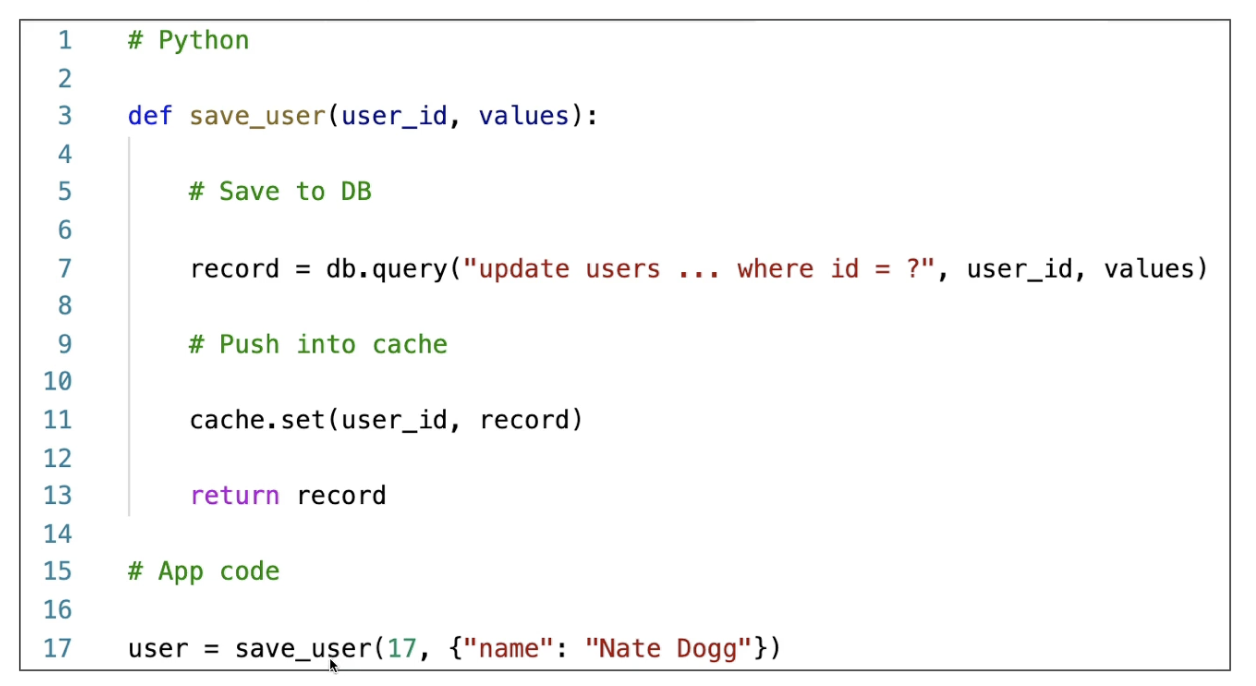 1 # Python
2
3 def save_user(user_id, values):
4
5 # Save to DB
6
7 record = db.query("update users ... where id = ?", user_id, values)
8
9 # Push into cache
10
11 cache.set(user_id, record)
12
13 return record
14
15 # App code
16
17 user = save_user(17, {"name": "Nate Dogg"})